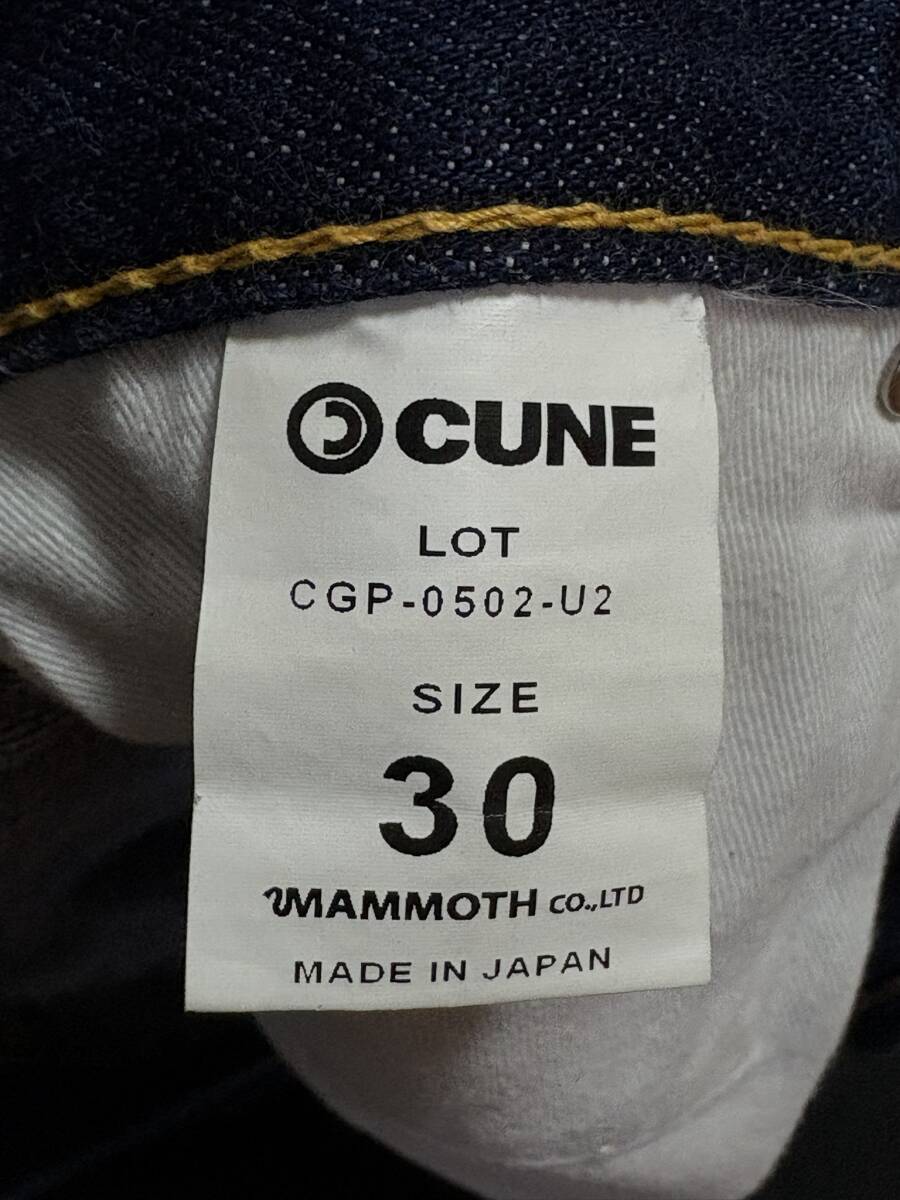 CUNE
LOT
CGP-0502-U2
SIZE
30
MAMMOTH CO.,LTD
MADE IN JAPAN